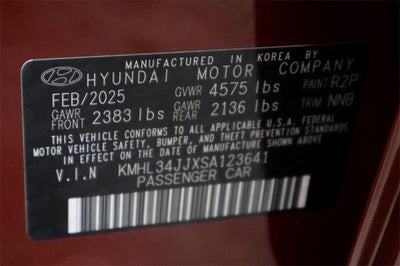 MANUFACTURED IN KOREA BY
HYUNDAI MOTOR COMPANY
FEB/2025 GVWR 4575 lbs PAINT R2P
GAWR FRONT 2383 lbs GAWR REAR 2136 lbs TRIM NNB
THIS VEHICLE CONFORMS TO ALL APPLICABLE U.S.A. FEDERAL
MOTOR VEHICLE SAFETY, BUMPER, AND THEFT PREVENTION
STANDARDS IN EFFECT ON THE DATE OF MANUFACTURE SHOWN ABOVE.
V.I.N KMHL34JJXSA123641
PASSENGER CAR